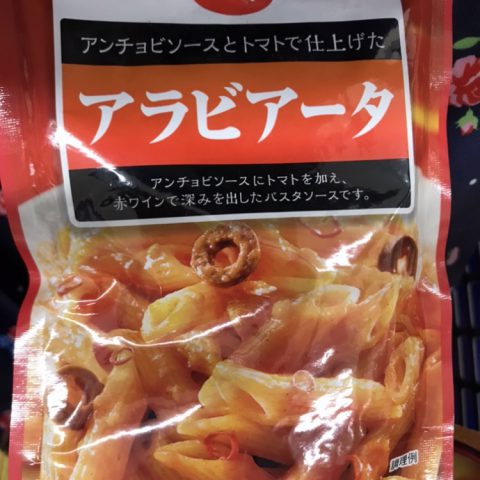 アンチョビソースとトマトで仕上げた
アラビアータ
アンチョビソースにトマトを加え、
赤ワインで深みを出したパスタソースです。
調理例